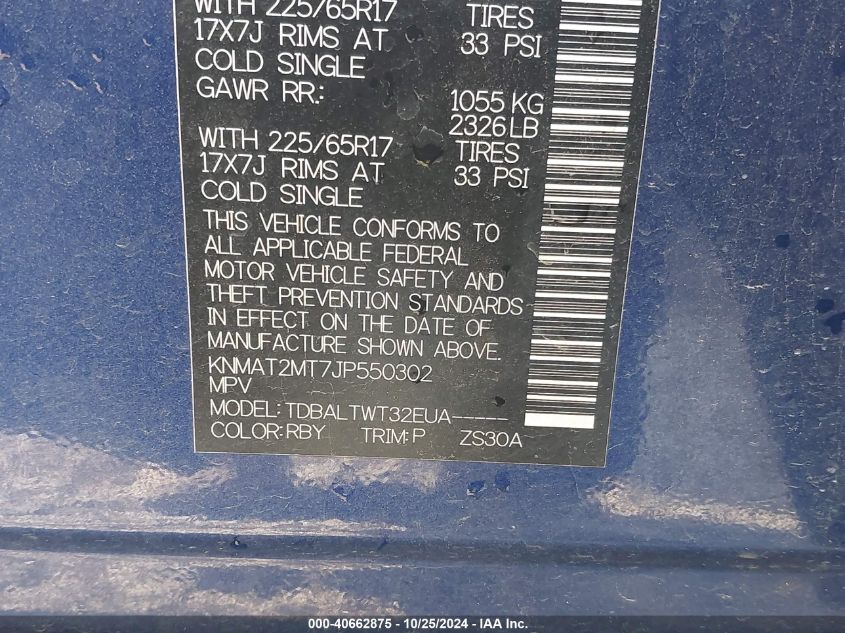 WITH 225/65R17 TIRES
17X7J RIMS AT 33 PSI
COLD SINGLE
GAWR RR.: 1055 KG
2326 LB
WITH 225/65R17 TIRES
17X7J RIMS AT 33 PSI
COLD SINGLE
THIS VEHICLE CONFORMS TO
ALL APPLICABLE FEDERAL
MOTOR VEHICLE SAFETY AND
THEFT PREVENTION STANDARDS
IN EFFECT ON THE DATE OF
MANUFACTURE SHOWN ABOVE.
KNMAT2MT7JP550302
MPV
MODEL:TDBALTWT32EUA-----
COLOR:RBY TRIM:P ZS30A
000-40662875 - 10/25/2024 - IAA Inc.